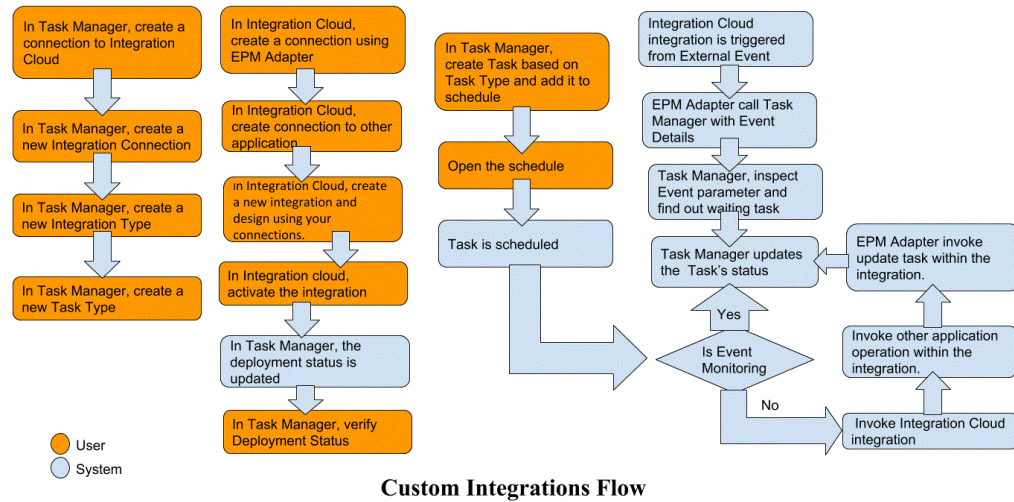 In Task Manager, create a
connection to Integration
Cloud
In Task Manager, create a
new Integration Connection
In Task Manager, create a
new Integration Type
In Task Manager, create a
new Task Type
In Integration Cloud,
create a connection using
EPM Adapter
In Integration Cloud,
create connection to other
application
In Integration Cloud, create
a new integration and
design using your
connections.
In Integration cloud,
activate the integration
In Task Manager, the
deployment status is
updated
In Task Manager, verify
Deployment Status
In Task Manager,
create Task based on
Task Type and add it to
schedule
Open the schedule
Task is scheduled
Integration Cloud
integration is triggered
from External Event
EPM Adapter call Task
Manager with Event
Details
Task Manager, inspect
Event parameter and
find out waiting task
Task Manager updates
the Task's status
Yes
Is Event
Monitoring
No
EPM Adapter invoke
update task within the
integration.
Invoke other application
operation within the
integration.
Invoke Integration Cloud
integration
User
System
Custom Integrations Flow